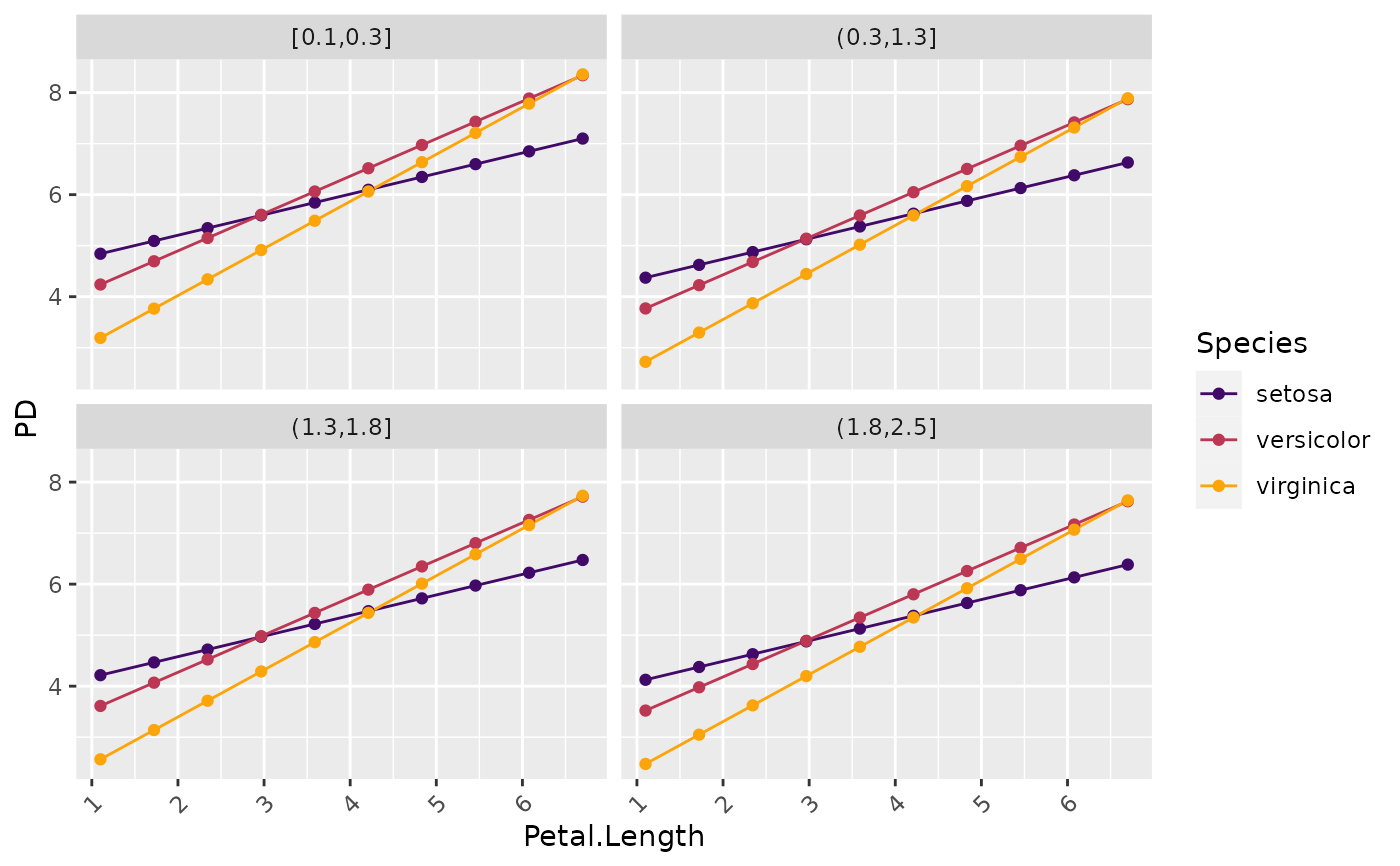 [0.1,0.3]
(0.3,1.3]
8
6
4
PD
(1.3,1.8]
(1.8,2.5]
8
6
4
1 2 3 4 5 6
1 2 3 4 5 6
Petal.Length
Species
setosa
versicolor
virginica